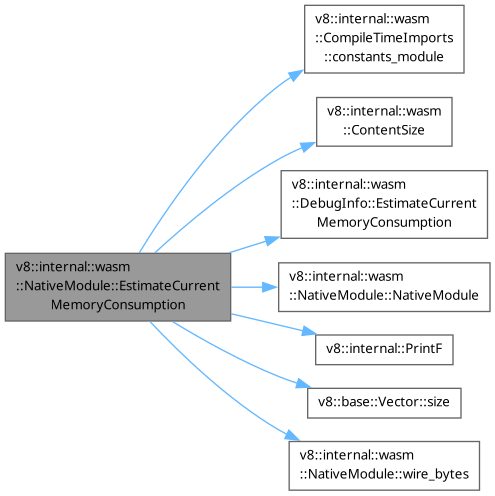 v8::internal::wasm
::CompileTimeImports
::constants_module
v8::internal::wasm
::ContentSize
v8::internal::wasm
::DebugInfo::EstimateCurrent
MemoryConsumption
v8::internal::wasm
::NativeModule::EstimateCurrent
MemoryConsumption
v8::internal::wasm
::NativeModule::NativeModule
v8::internal::PrintF
v8::base::Vector::size
v8::internal::wasm
::NativeModule::wire_bytes